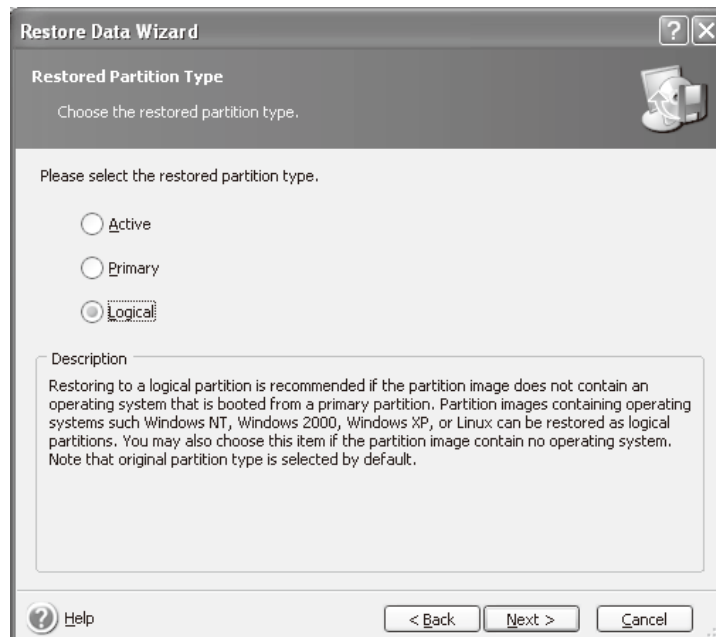 Restore Data Wizard
Restored Partition Type
Choose the restored partition type.
Please select the restored partition type.
Active
Primary
Logical
Description
Restoring to a logical partition is recommended if the partition image does not contain an
operating system that is booted from a primary partition. Partition images containing operating
systems such Windows NT, Windows 2000, Windows XP, or Linux can be restored as logical
partitions. You may also choose this item if the partition image contain no operating system.
Note that original partition type is selected by default.
Help
< Back
Next >
Cancel